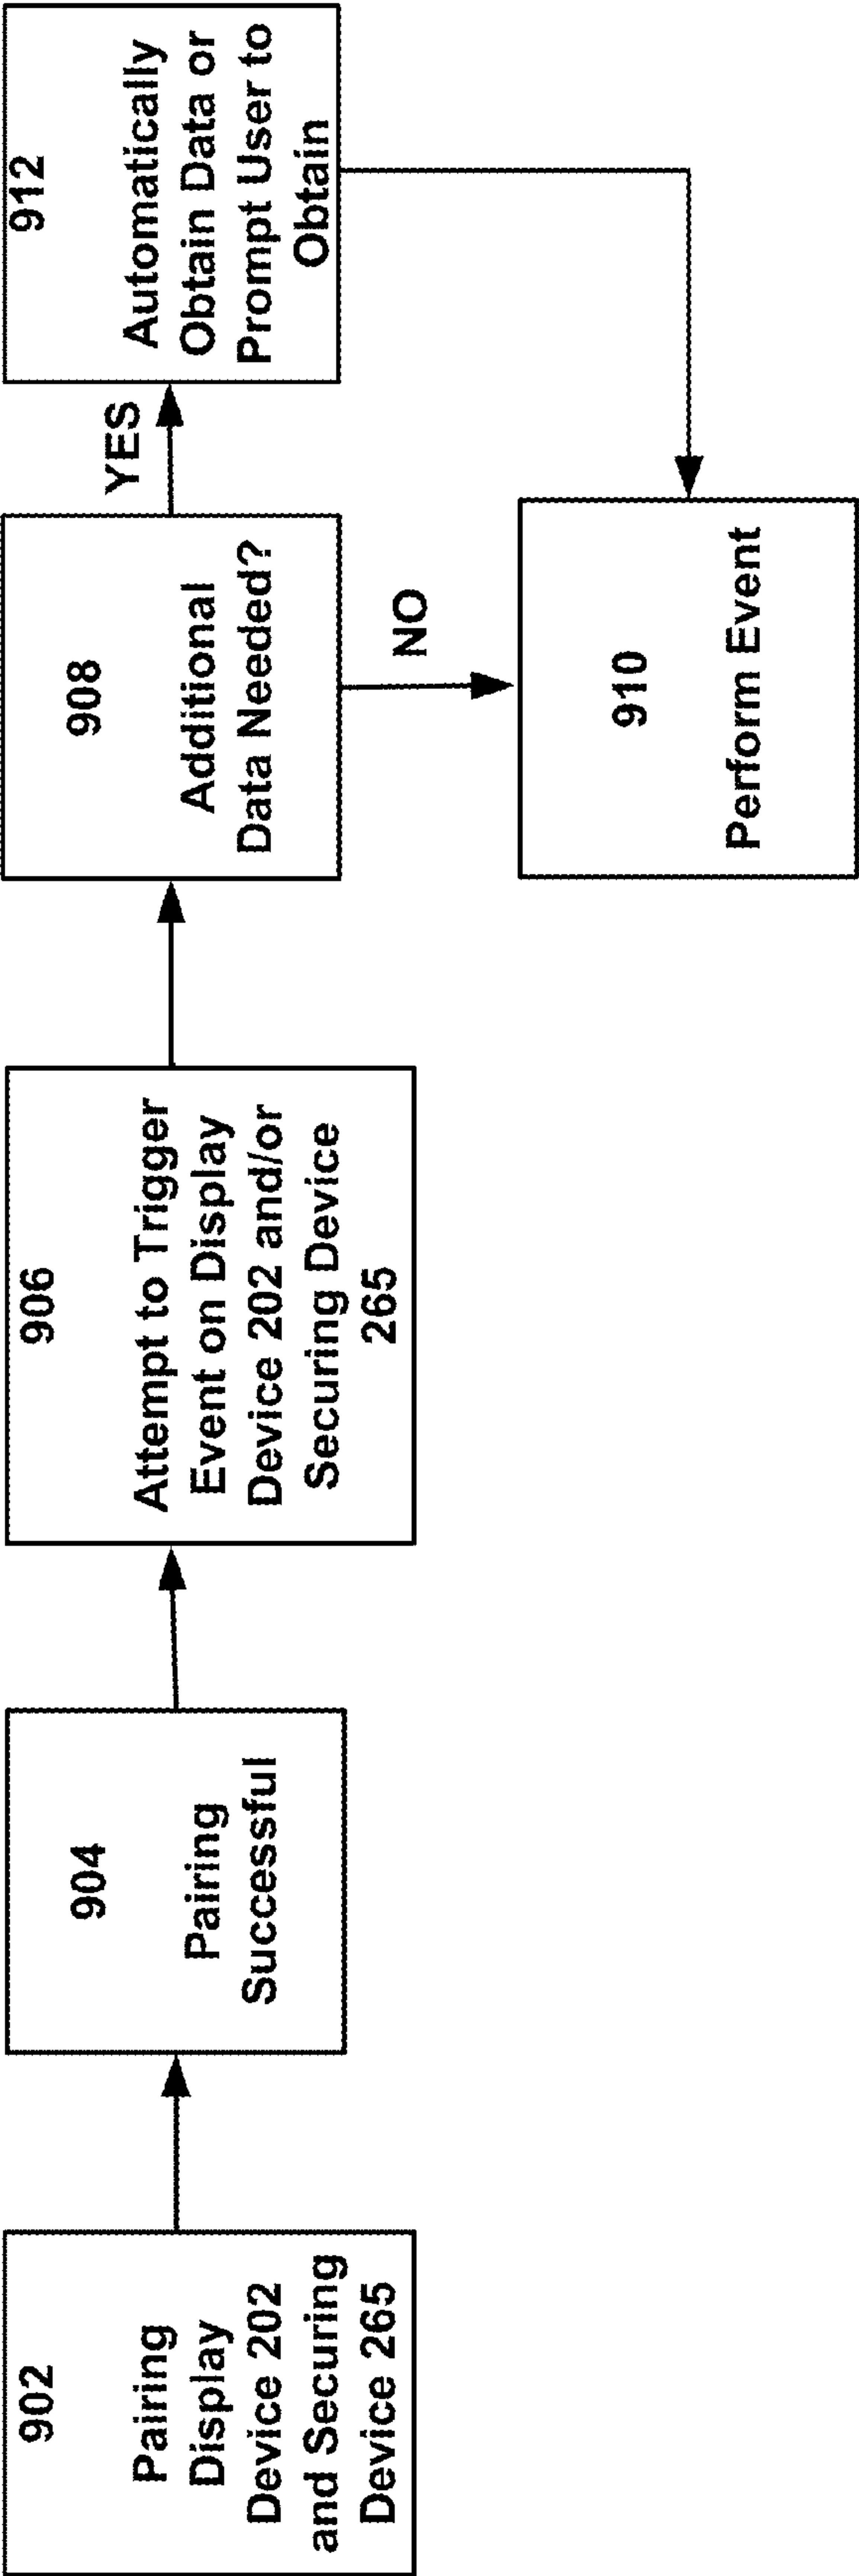 902
Pairing
Display
Device 202
and Securing
Device 265
904
Pairing
Successful
906
Attempt to Trigger
Event on Display
Device 202 and/or
Securing Device
265
908
Additional
Data Needed?
YES
912
Automatically
Obtain Data or
Prompt User to
Obtain
NO
910
Perform Event